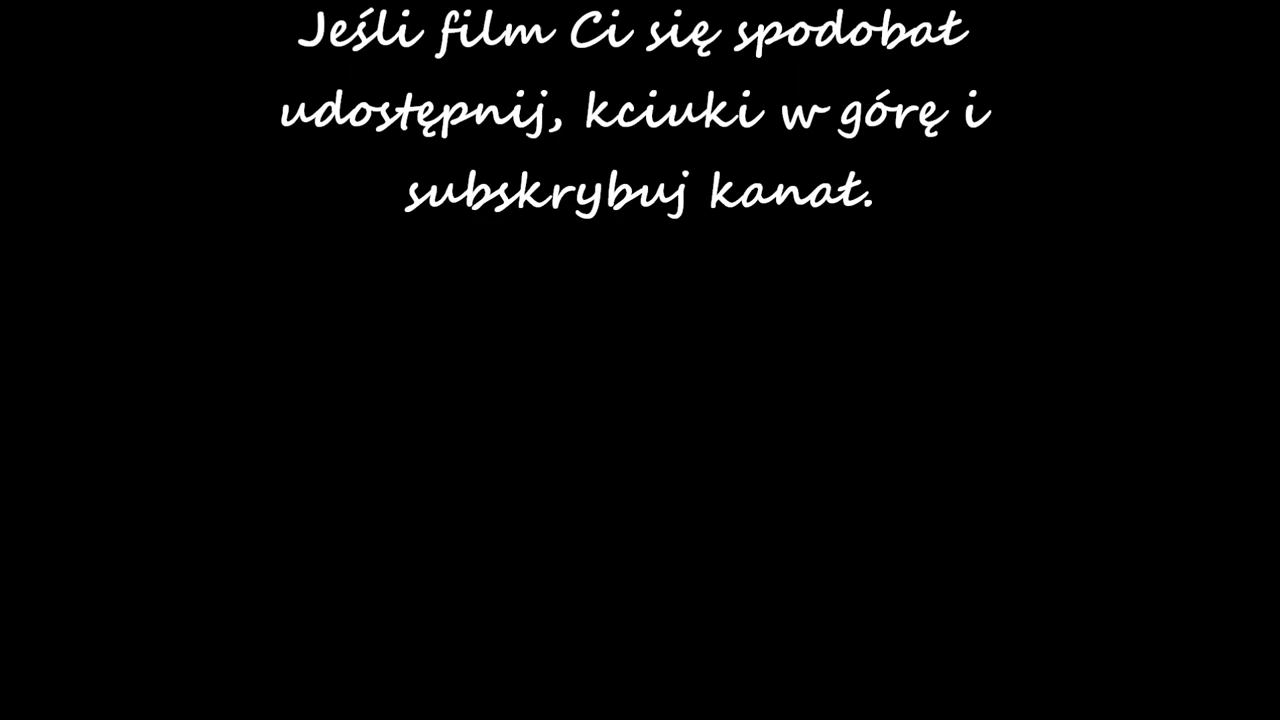 Jeśli film Ci się spodobał
udostępnij, kciuki w górę i
subskrybuj kanał.